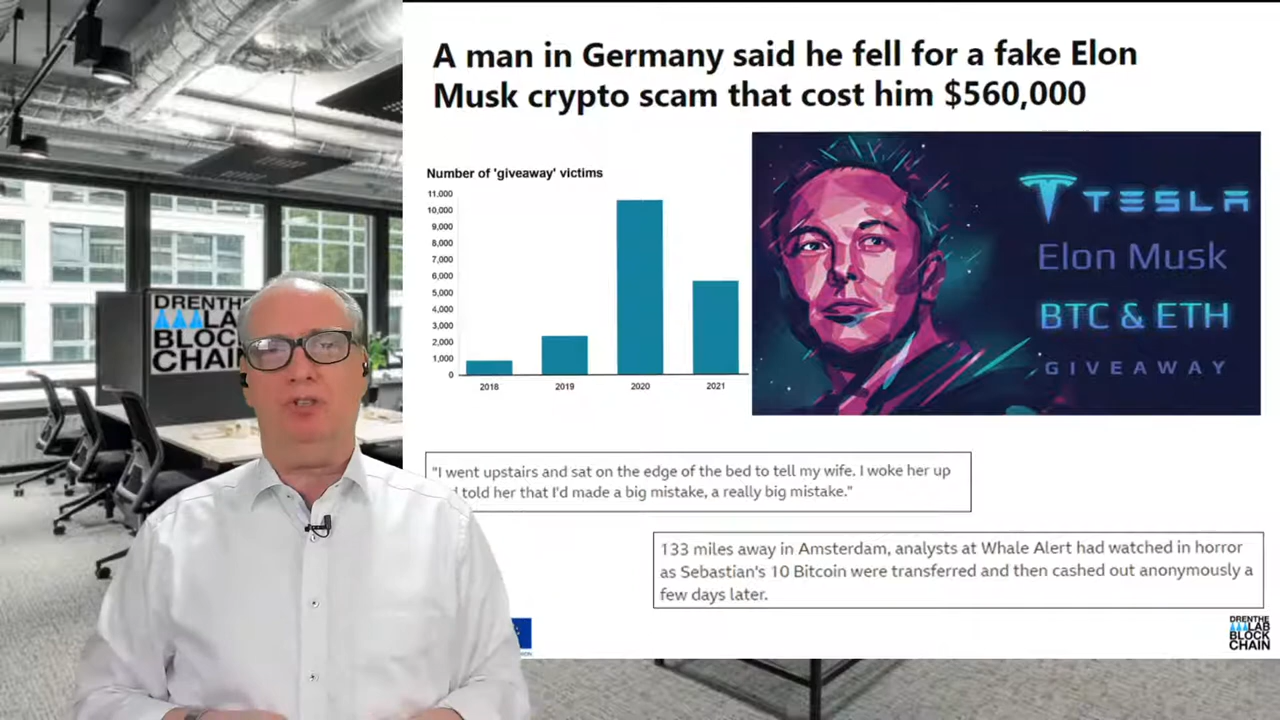 A man in Germany said he fell for a fake Elon
Musk crypto scam that cost him $560,000
Number of 'giveaway' victims
11,000
10,000
9,000
8,000
7,000
6,000
5,000
4,000
3,000
2,000
1,000
0
2018
2019
2020
2021
TESLA
Elon Musk
BTC & ETH
GIVEAWAY
DRENTHE
LA
BLOC
CHAIN
"I went upstairs and sat on the edge of the bed to tell my wife. I woke her up
told her that I'd made a big mistake, a really big mistake."
133 miles away in Amsterdam, analysts at Whale Alert had watched in horror
as Sebastian's 10 Bitcoin were transferred and then cashed out anonymously a
few days later.
DRENTHE
LAB
BLOCK
CHAIN